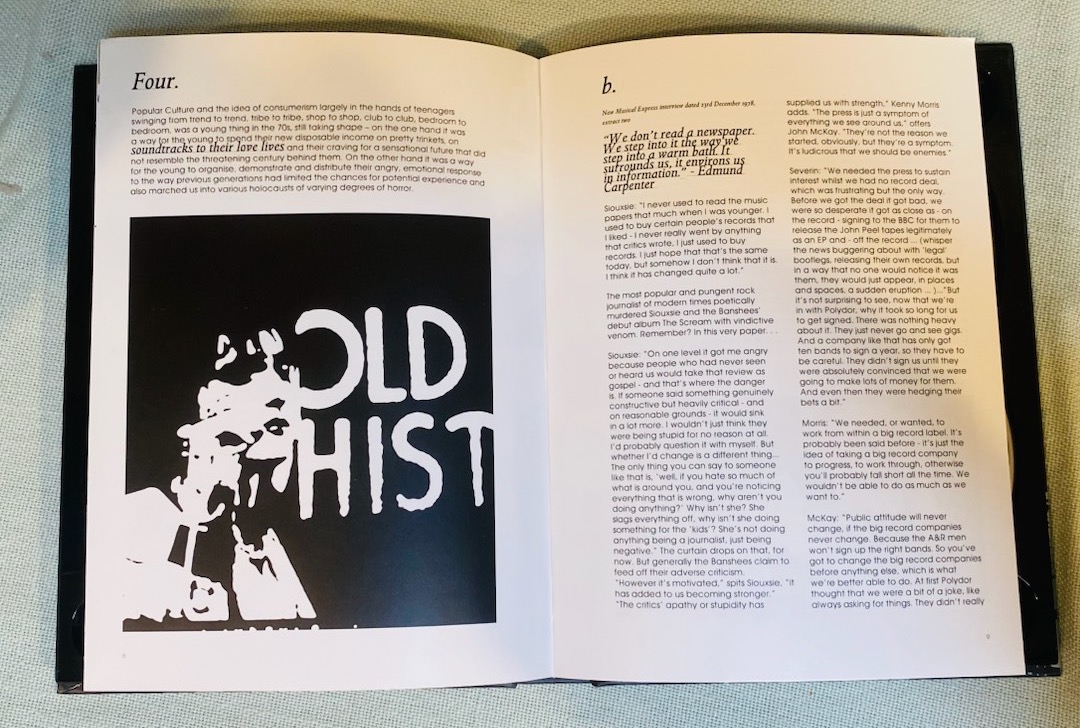 Four.
Popular Culture and the idea of consumerism largely in the hands of teenagers
swinging from trend to trend, tribe to tribe, shop to shop, club to club, bedroom to
bedroom, was a young thing in the 70s, still taking shape – on the one hand it was
a way for the young to spend their new disposable income on pretty trinkets, on
soundtracks to their love lives and their craving for a sensational future that did
not resemble the threatening century behind them. On the other hand it was a way
for the young to organise, demonstrate and distribute their angry, emotional response
to the way previous generations had limited the chances for potential experience and
also marched us into various holocausts of varying degrees of horror.
OLD
HIST
8
b.
New Musical Express interview dated 23rd December 1978,
extract two
"We don't read a newspaper.
We step into it the way we
step into a warm bath. It
surrounds us, it environs us
in information." - Edmund
Carpenter
Siouxsie: "I never used to read the music
papers that much when I was younger. I
used to buy certain people's records that
I liked - I never really went by anything
that critics wrote, I just used to buy
records. I just hope that that's the same
today, but somehow I don't think that it is.
I think it has changed quite a lot."
The most popular and pungent rock
journalist of modern times poetically
murdered Siouxsie and the Banshees'
debut album The Scream with vindictive
venom. Remember? In this very paper. . .
Siouxsie: "On one level it got me angry
because people who had never seen
or heard us would take that review as
gospel - and that's where the danger
is. If someone said something genuinely
constructive but heavily critical - and
on reasonable grounds - it would sink
in a lot more. I wouldn't just think they
were being stupid for no reason at all.
I'd probably question it with myself. But
whether I'd change is a different thing...
The only thing you can say to someone
like that is, 'well, if you hate so much of
what is around you, and you're noticing
everything that is wrong, why aren't you
doing anything?' Why isn't she? She
slags everything off, why isn't she doing
something for the 'kids'? She's not doing
anything being a journalist, just being
negative." The curtain drops on that, for
now. But generally the Banshees claim to
feed off their adverse criticism.
"However it's motivated," spits Siouxsie, "it
has added to us becoming stronger."
"The critics' apathy or stupidity has
supplied us with strength," Kenny Morris
adds. "The press is just a symptom of
everything we see around us," offers
John McKay. "They're not the reason we
started, obviously, but they're a symptom.
It's ludicrous that we should be enemies."
Severin: "We needed the press to sustain
interest whilst we had no record deal,
which was frustrating but the only way.
Before we got the deal it got bad, we
were so desperate it got as close as - on
the record - signing to the BBC for them to
release the John Peel tapes legitimately
as an EP and - off the record ... (whisper
the news buggering about with 'legal'
bootlegs, releasing their own records, but
in a way that no one would notice it was
them, they would just appear, in places
and spaces, a sudden eruption ... )..."But
it's not surprising to see, now that we're
in with Polydor, why it took so long for us
to get signed. There was nothing heavy
about it. They just never go and see gigs.
And a company like that has only got
ten bands to sign a year, so they have to
be careful. They didn't sign us until they
were absolutely convinced that we were
going to make lots of money for them.
And even then they were hedging their
bets a bit."
Morris: "We needed, or wanted, to
work from within a big record label. It's
probably been said before - it's just the
idea of taking a big record company
to progress, to work through, otherwise
you'll probably fall short all the time. We
wouldn't be able to do as much as we
want to."
McKay: "Public attitude will never
change, if the big record companies
never change. Because the A&R men
won't sign up the right bands. So you've
got to change the big record companies
before anything else, which is what
we're better able to do. At first Polydor
thought that we were a bit of a joke, like
always asking for things. They didn't really
9